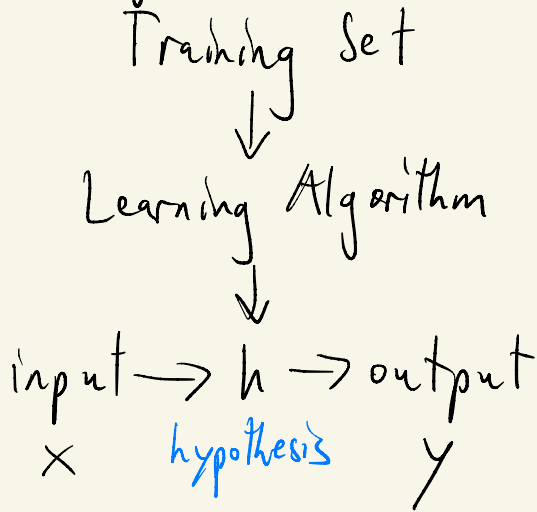 Training Set
↓
Learning Algorithm
↓
input → h → output
x hypothesis y